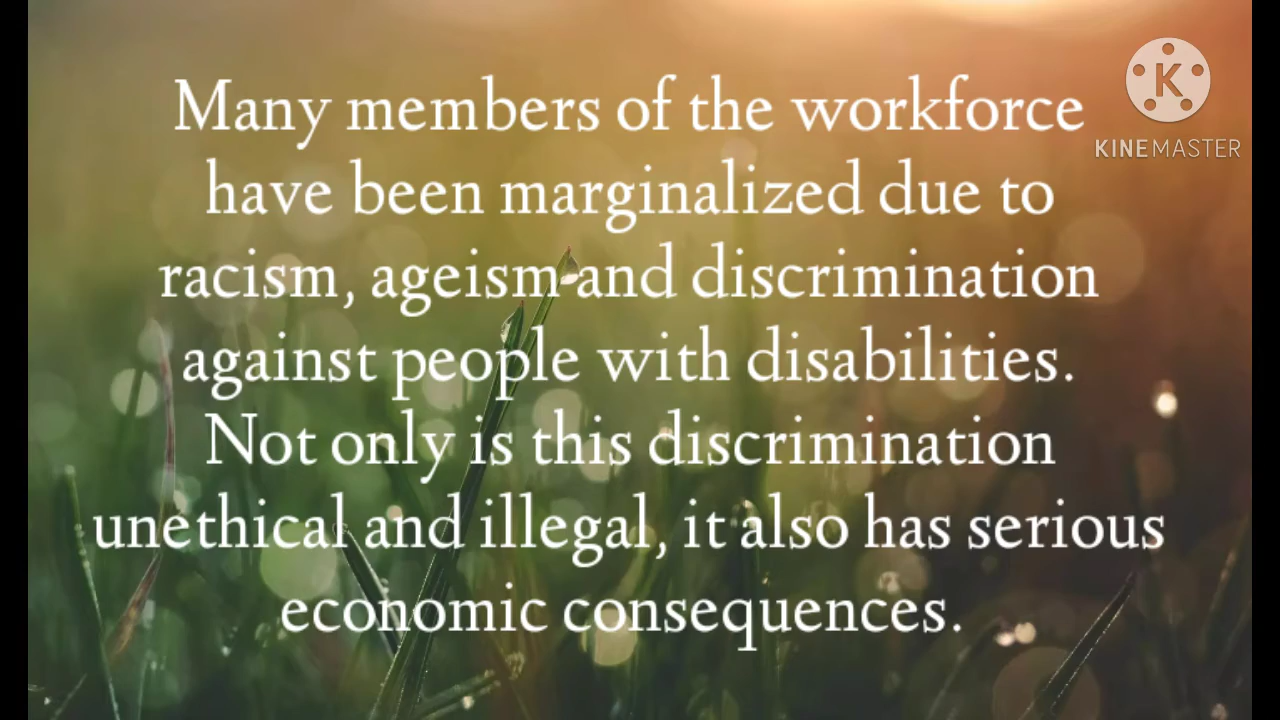 Many members of the workforce
have been marginalized due to
racism, ageism and discrimination
against people with disabilities.
Not only is this discrimination
unethical and illegal, it also has serious
economic consequences.
K
KINEMASTER